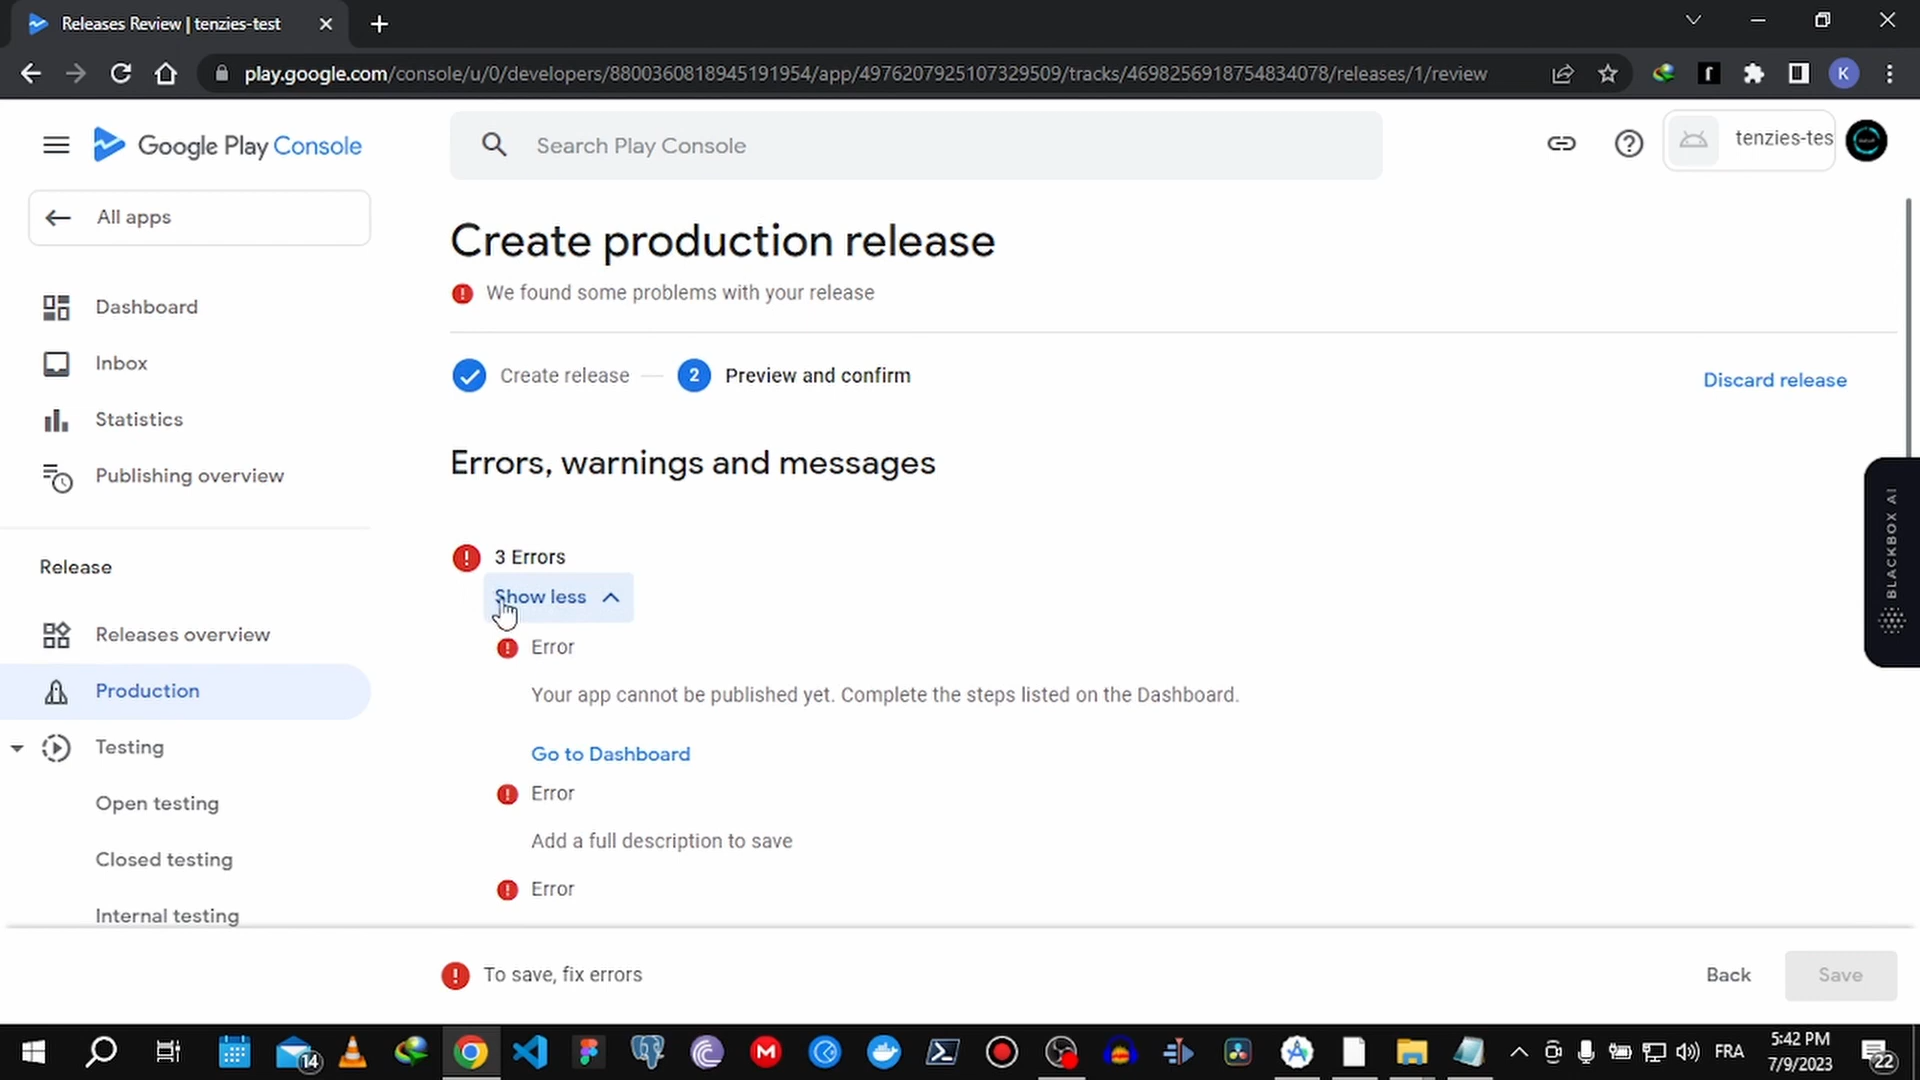 Releases Review | tenzies-test
play.google.com/console/u/0/developers/8800360818945191954/app/4976207925107329509/tracks/4698256918754834078/releases/1/review
K
Google Play Console
Search Play Console
tenzies-tes
All apps
Create production release
We found some problems with your release
Dashboard
Inbox
Statistics
Publishing overview
Create release
2 Preview and confirm
Discard release
Errors, warnings and messages
Release
Releases overview
Production
Testing
Open testing
Closed testing
Internal testing
3 Errors
Show less
Error
Your app cannot be published yet. Complete the steps listed on the Dashboard.
Go to Dashboard
Error
Add a full description to save
Error
BLACKBOX AI
To save, fix errors
Back
Save
14
FRA
5:42 PM
7/9/2023
22